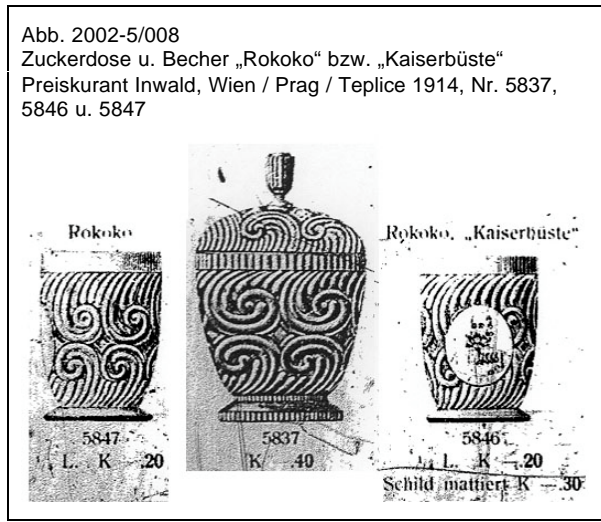 Abb. 2002-5/008
Zuckerdose u. Becher „Rokoko“ bzw. „Kaiserbüste“
Preiskurant Inwald, Wien / Prag / Teplice 1914, Nr. 5837,
5846 u. 5847
Rokoko
5847
L. K —.20
5837
K —.40
Rokoko, „Kaiserbüste“
5846
L. K —.20
Schild mattiert K —.30